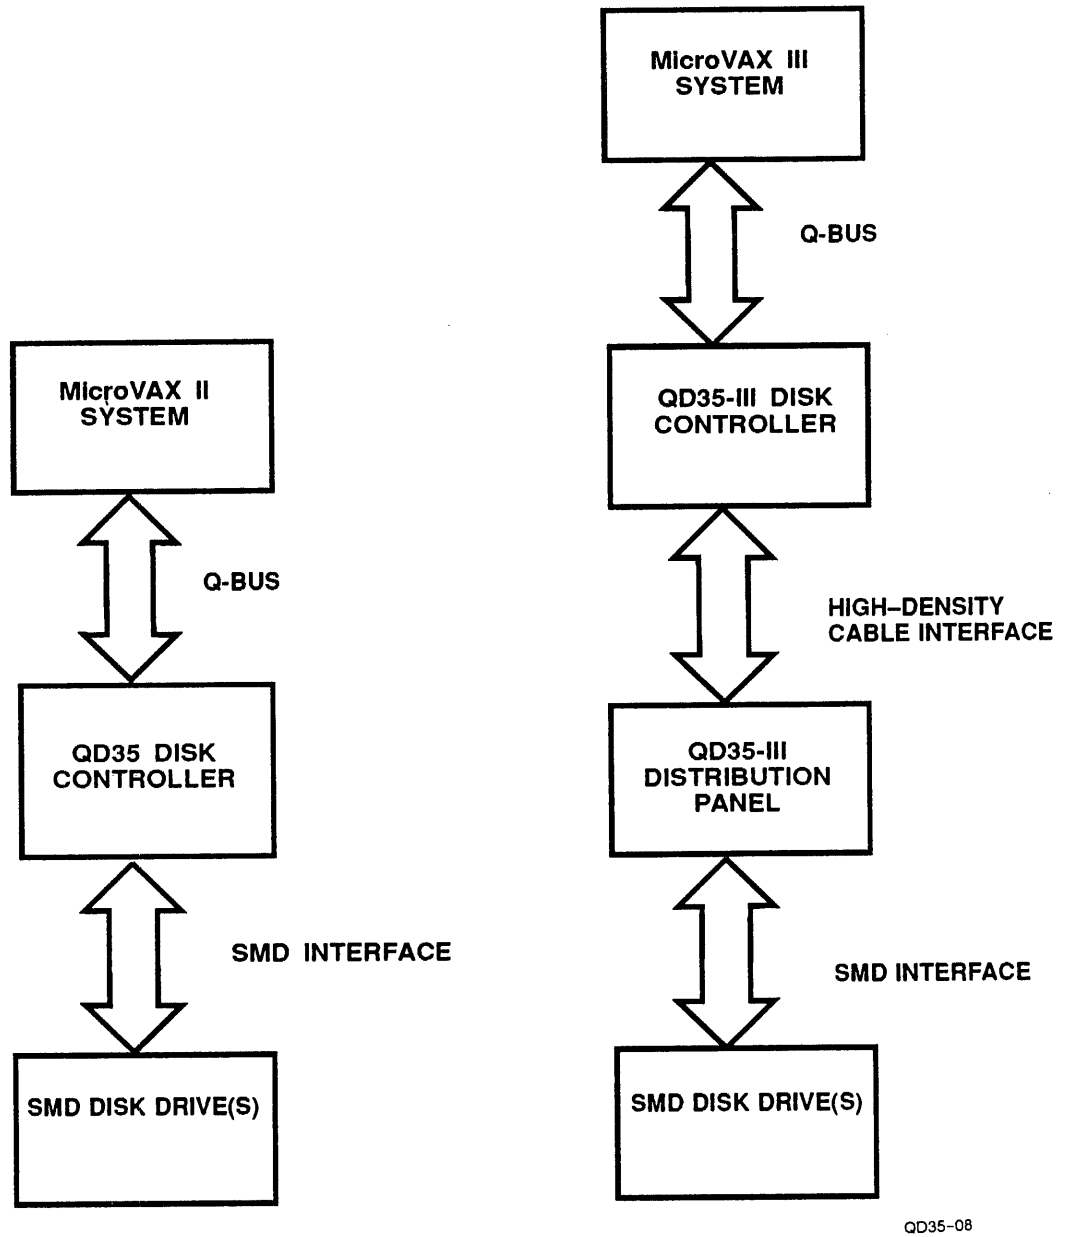 MicroVAX II
SYSTEM
Q-BUS
QD35 DISK
CONTROLLER
SMD INTERFACE
SMD DISK DRIVE(S)
MicroVAX III
SYSTEM
Q-BUS
QD35-III DISK
CONTROLLER
HIGH–DENSITY
CABLE INTERFACE
QD35-III
DISTRIBUTION
PANEL
SMD INTERFACE
SMD DISK DRIVE(S)
QD35-08